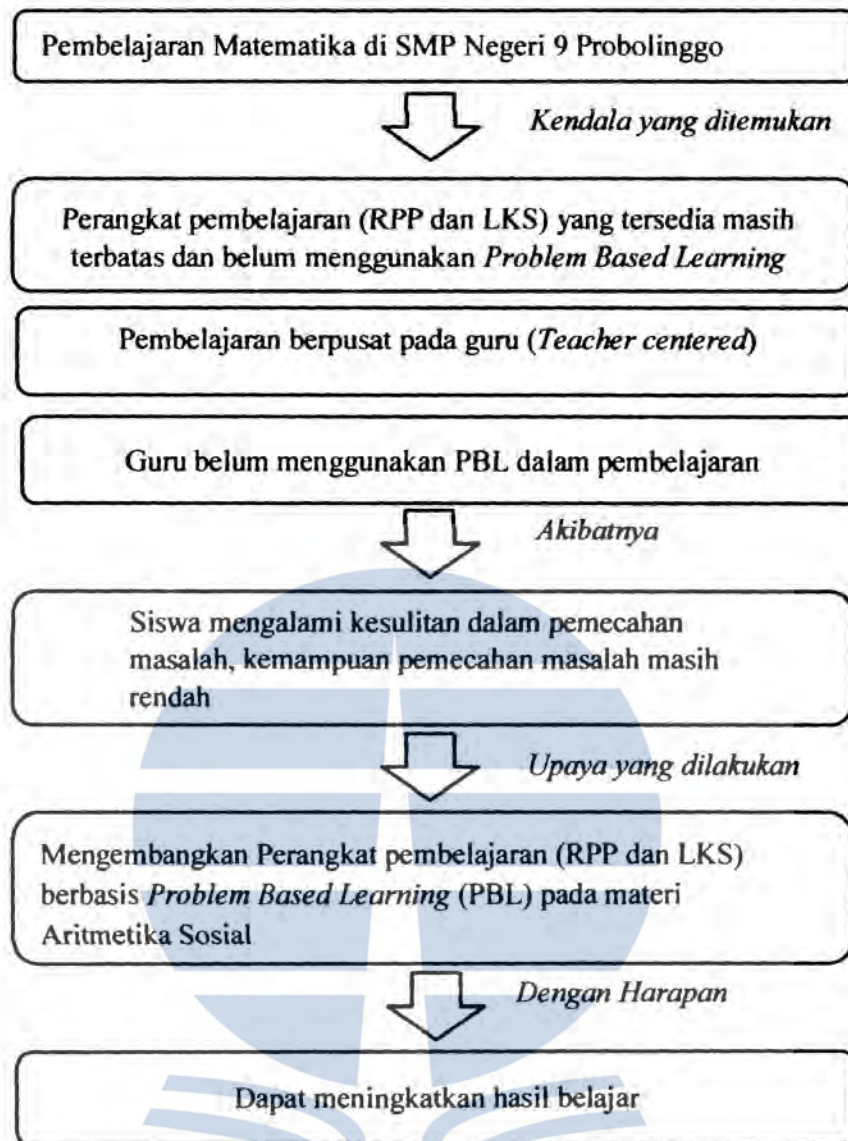 Pembelajaran Matematika di SMP Negeri 9 Probolinggo
Kendala yang ditemukan
Perangkat pembelajaran (RPP dan LKS) yang tersedia masih
terbatas dan belum menggunakan Problem Based Learning
Pembelajaran berpusat pada guru (Teacher centered)
Guru belum menggunakan PBL dalam pembelajaran
Akibatnya
Siswa mengalami kesulitan dalam pemecahan
masalah, kemampuan pemecahan masalah masih
rendah
Upaya yang dilakukan
Mengembangkan Perangkat pembelajaran (RPP dan LKS)
berbasis Problem Based Learning (PBL) pada materi
Aritmetika Sosial
Dengan Harapan
Dapat meningkatkan hasil belajar